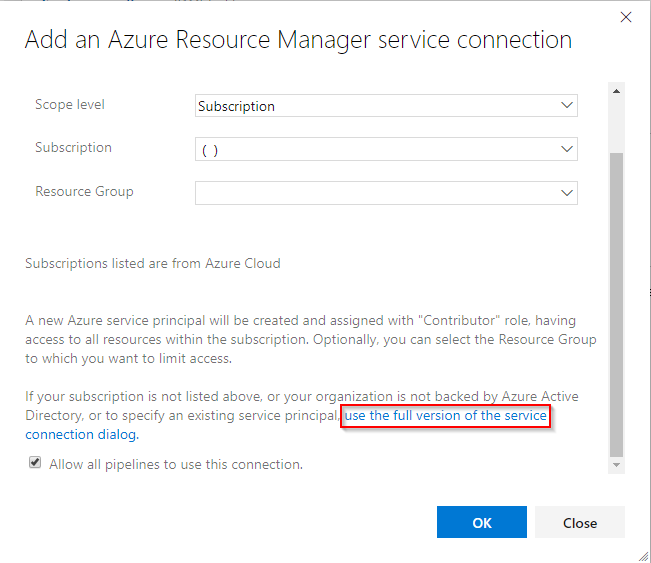 Add an Azure Resource Manager service connection
Scope level
Subscription
Subscription
( )
Resource Group
Subscriptions listed are from Azure Cloud
A new Azure service principal will be created and assigned with "Contributor" role, having
access to all resources within the subscription. Optionally, you can select the Resource Group
to which you want to limit access.
If your subscription is not listed above, or your organization is not backed by Azure Active
Directory, or to specify an existing service principal, use the full version of the service
connection dialog.
Allow all pipelines to use this connection.
OK
Close